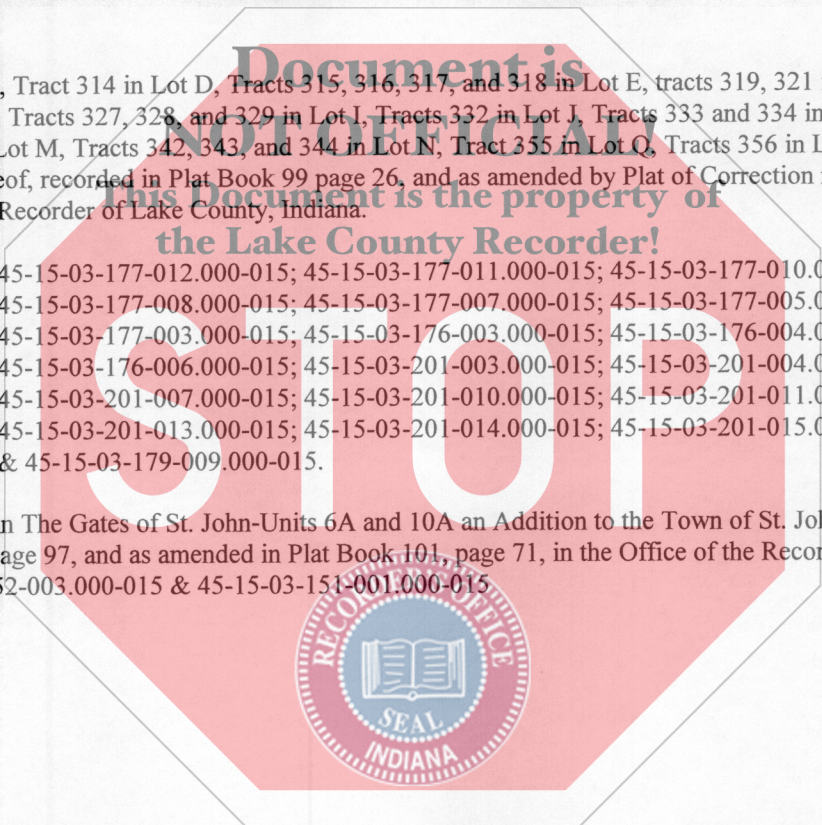 Document is
, Tract 314 in Lot D, Tracts 315, 316, 317, and 318 in Lot E, tracts 319, 321
Tracts 327, 328, and 329 in Lot I, Tracts 332 in Lot J, Tracts 333 and 334 in
NOT OFFICIAL!
Lot M, Tracts 342, 343, and 344 in Lot N, Tract 355 in Lot Q, Tracts 356 in L
eof, recorded in Plat Book 99 page 26, and as amended by Plat of Correction
This Document is the property of
Recorder of Lake County, Indiana.
the Lake County Recorder!
45-15-03-177-012.000-015; 45-15-03-177-011.000-015; 45-15-03-177-010.0
45-15-03-177-008.000-015; 45-15-03-177-007.000-015; 45-15-03-177-005.0
45-15-03-177-003.000-015; 45-15-03-176-003.000-015; 45-15-03-176-004.0
45-15-03-176-006.000-015; 45-15-03-201-003.000-015; 45-15-03-201-004.0
45-15-03-201-007.000-015; 45-15-03-201-010.000-015; 45-15-03-201-011.0
45-15-03-201-013.000-015; 45-15-03-201-014.000-015; 45-15-03-201-015.0
& 45-15-03-179-009.000-015.
STOP
n The Gates of St. John-Units 6A and 10A an Addition to the Town of St. Joh
age 97, and as amended in Plat Book 101, page 71, in the Office of the Recor
52-003.000-015 & 45-15-03-151-001.000-015
RECORDER'S OFFICE
SEAL
INDIANA